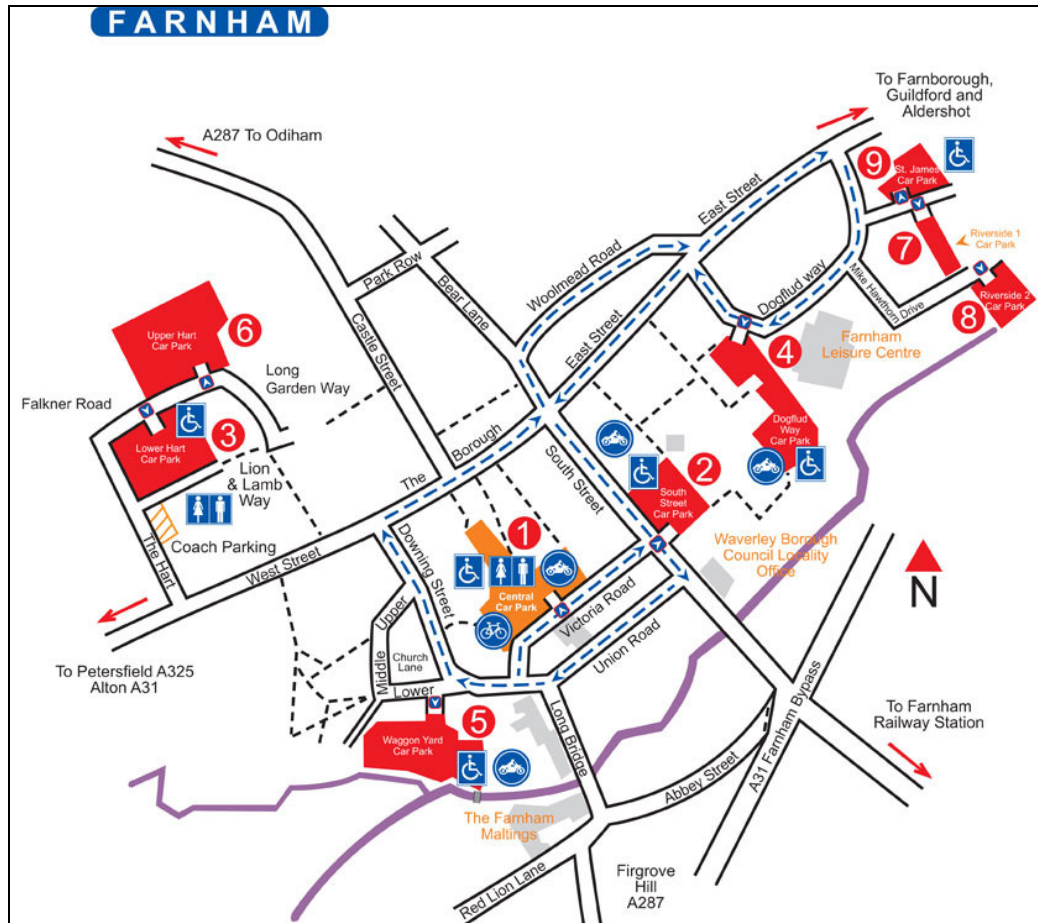 FARNHAM
To Farnborough,
Guildford and
Aldershot
A287 To Odiham
9
St. James
Car Park
East Street
Riverside 1
Car Park
7
Park Row
Bear Lane
Woolmead Road
Dogflud way
Mike Hawthorn
Drive
8
Riverside 2
Car Park
Upper Hart
Car Park
6
Castle Street
East Street
Farnham
Leisure Centre
4
Long
Garden Way
Falkner Road
3
Lower Hart
Car Park
Dogflud
Way
Car Park
The Borough
Lion
& Lamb
Way
South Street
2
South
Street
Car Park
The Hart
Coach Parking
West Street
Downing Street
1
Central
Car Park
Waverley Borough
Council Locality
Office
N
Victoria Road
Union Road
Upper
Middle
Church
Lane
Lower
To Petersfield A325
Alton A31
5
Waggon Yard
Car Park
Long Bridge
Abbey Street
A31 Farnham Bypass
To Farnham
Railway Station
The Farnham
Maltings
Red Lion Lane
Firgrove
Hill
A287